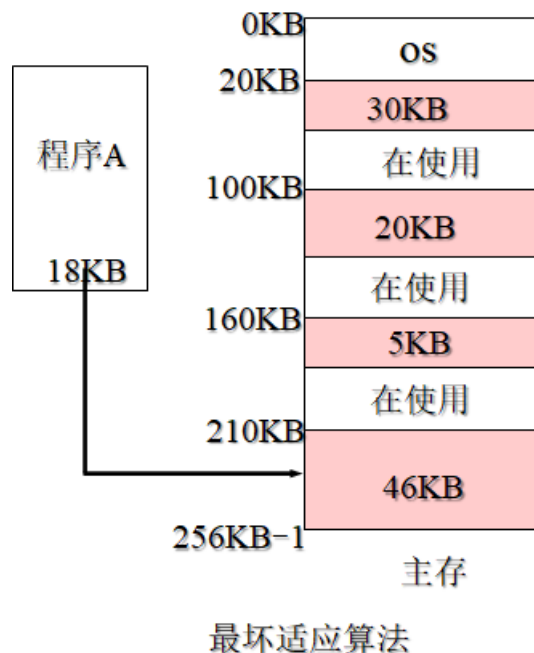 0KB
os
20KB
30KB
程序A
在使用
100KB
20KB
18KB
在使用
160KB
5KB
在使用
210KB
46KB
256KB-1
主存
最坏适应算法